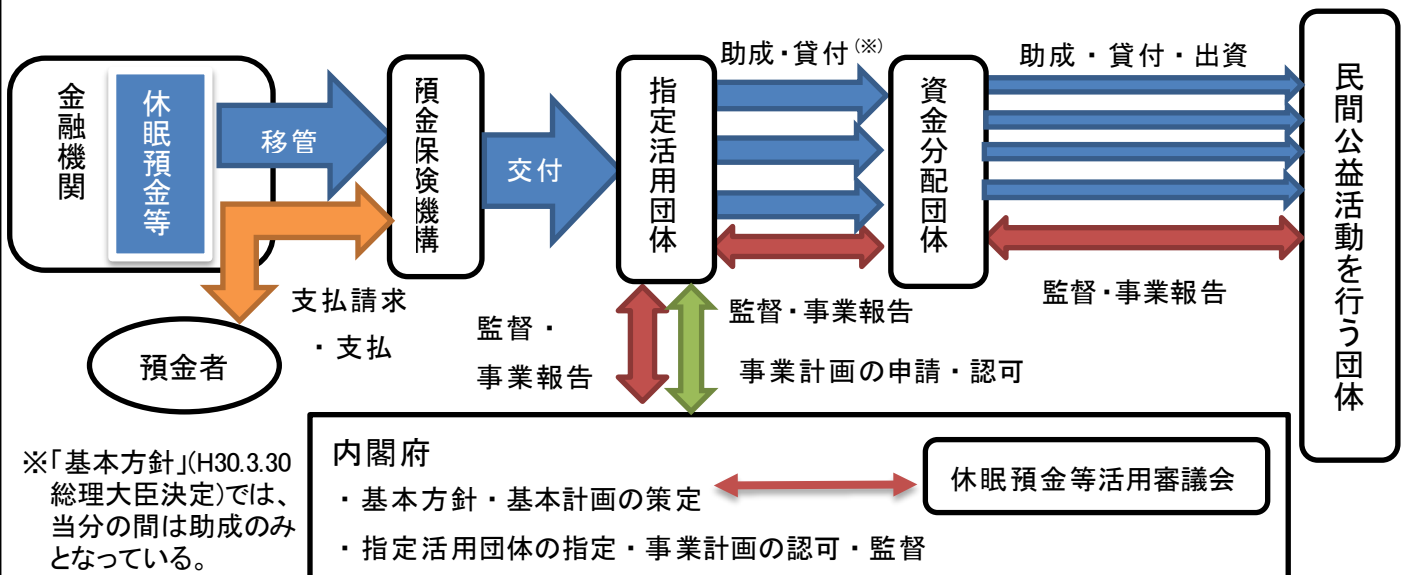 金融機関
休眠預金等
移管
預金保険機構
交付
指定活用団体
助成・貸付(※)
資金分配団体
助成・貸付・出資
民間公益活動を行う団体
支払請求
・支払
預金者
監督・
事業報告
監督・事業報告
事業計画の申請・認可
監督・事業報告
※「基本方針」(H30.3.30
総理大臣決定)では、
当分の間は助成のみ
となっている。
内閣府
・基本方針・基本計画の策定
休眠預金等活用審議会
・指定活用団体の指定・事業計画の認可・監督